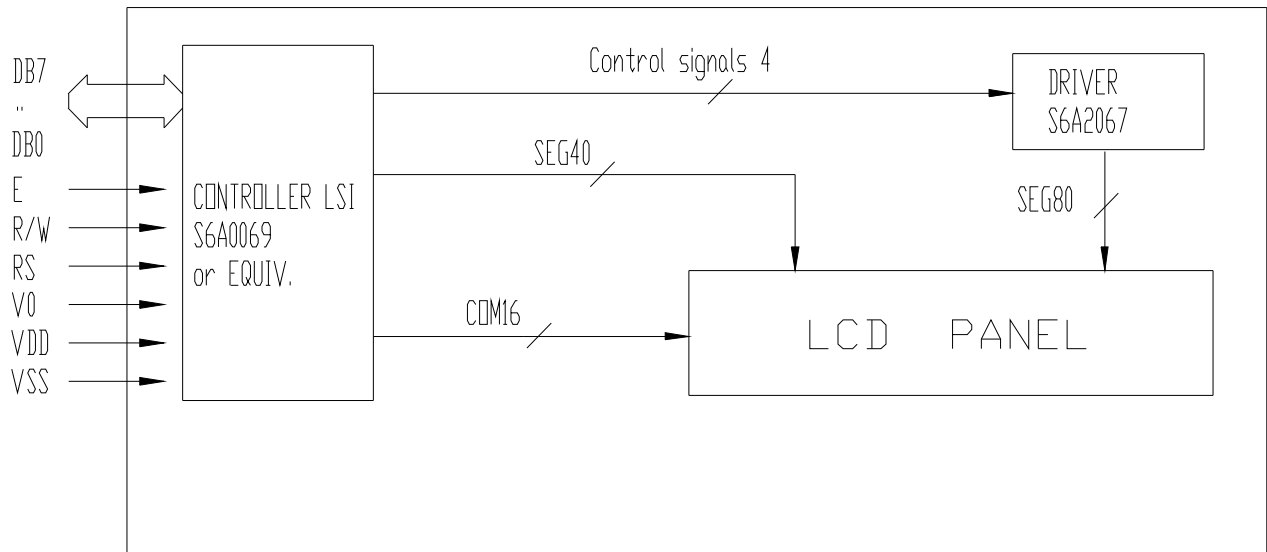 DB7
..
DB0
E
R/W
RS
V0
VDD
VSS
CONTROLLER LSI
S6A0069
or EQUIV.
Control signals 4
SEG40
COM16
DRIVER
S6A2067
SEG80
LCD PANEL